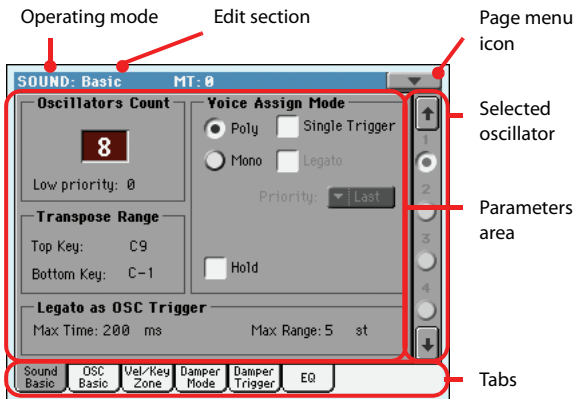 Operating mode
Edit section
Page menu
icon
SOUND: Basic MT: 0
Oscillators Count
8
Low priority: 0
Transpose Range
Top Key: C9
Bottom Key: C-1
Voice Assign Mode
Poly Single Trigger
Mono Legato
Priority: Last
Hold
Legato as OSC Trigger
Max Time: 200 ms Max Range: 5 st
1
2
3
4
Selected
oscillator
Parameters
area
Sound
Basic
OSC
Basic
Vel/Key
Zone
Damper
Mode
Damper
Trigger
EQ
Tabs